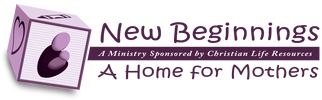 New Beginnings
A Ministry Sponsored by Christian Life Resources
A Home for Mothers